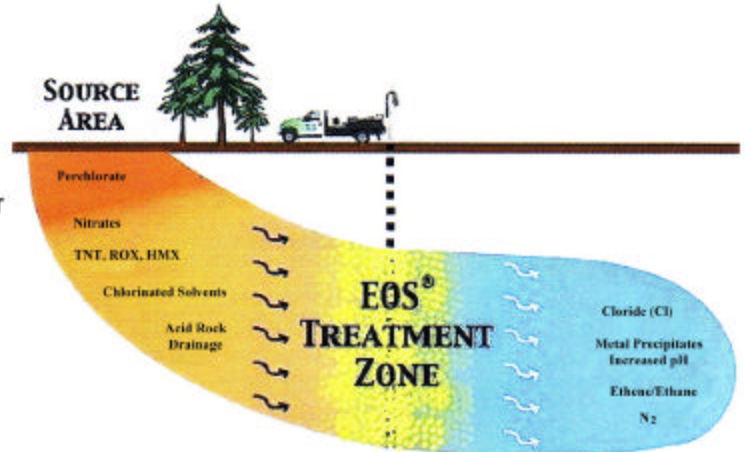 SOURCE
AREA
Perchlorate
Nitrates
TNT, ROX, HMX
Chlorinated Solvents
Acid Rock
Drainage
EOS®
TREATMENT
ZONE
Cloride (Cl)
Metal Precipitates
Increased pH
Ethene/Ethane
N2